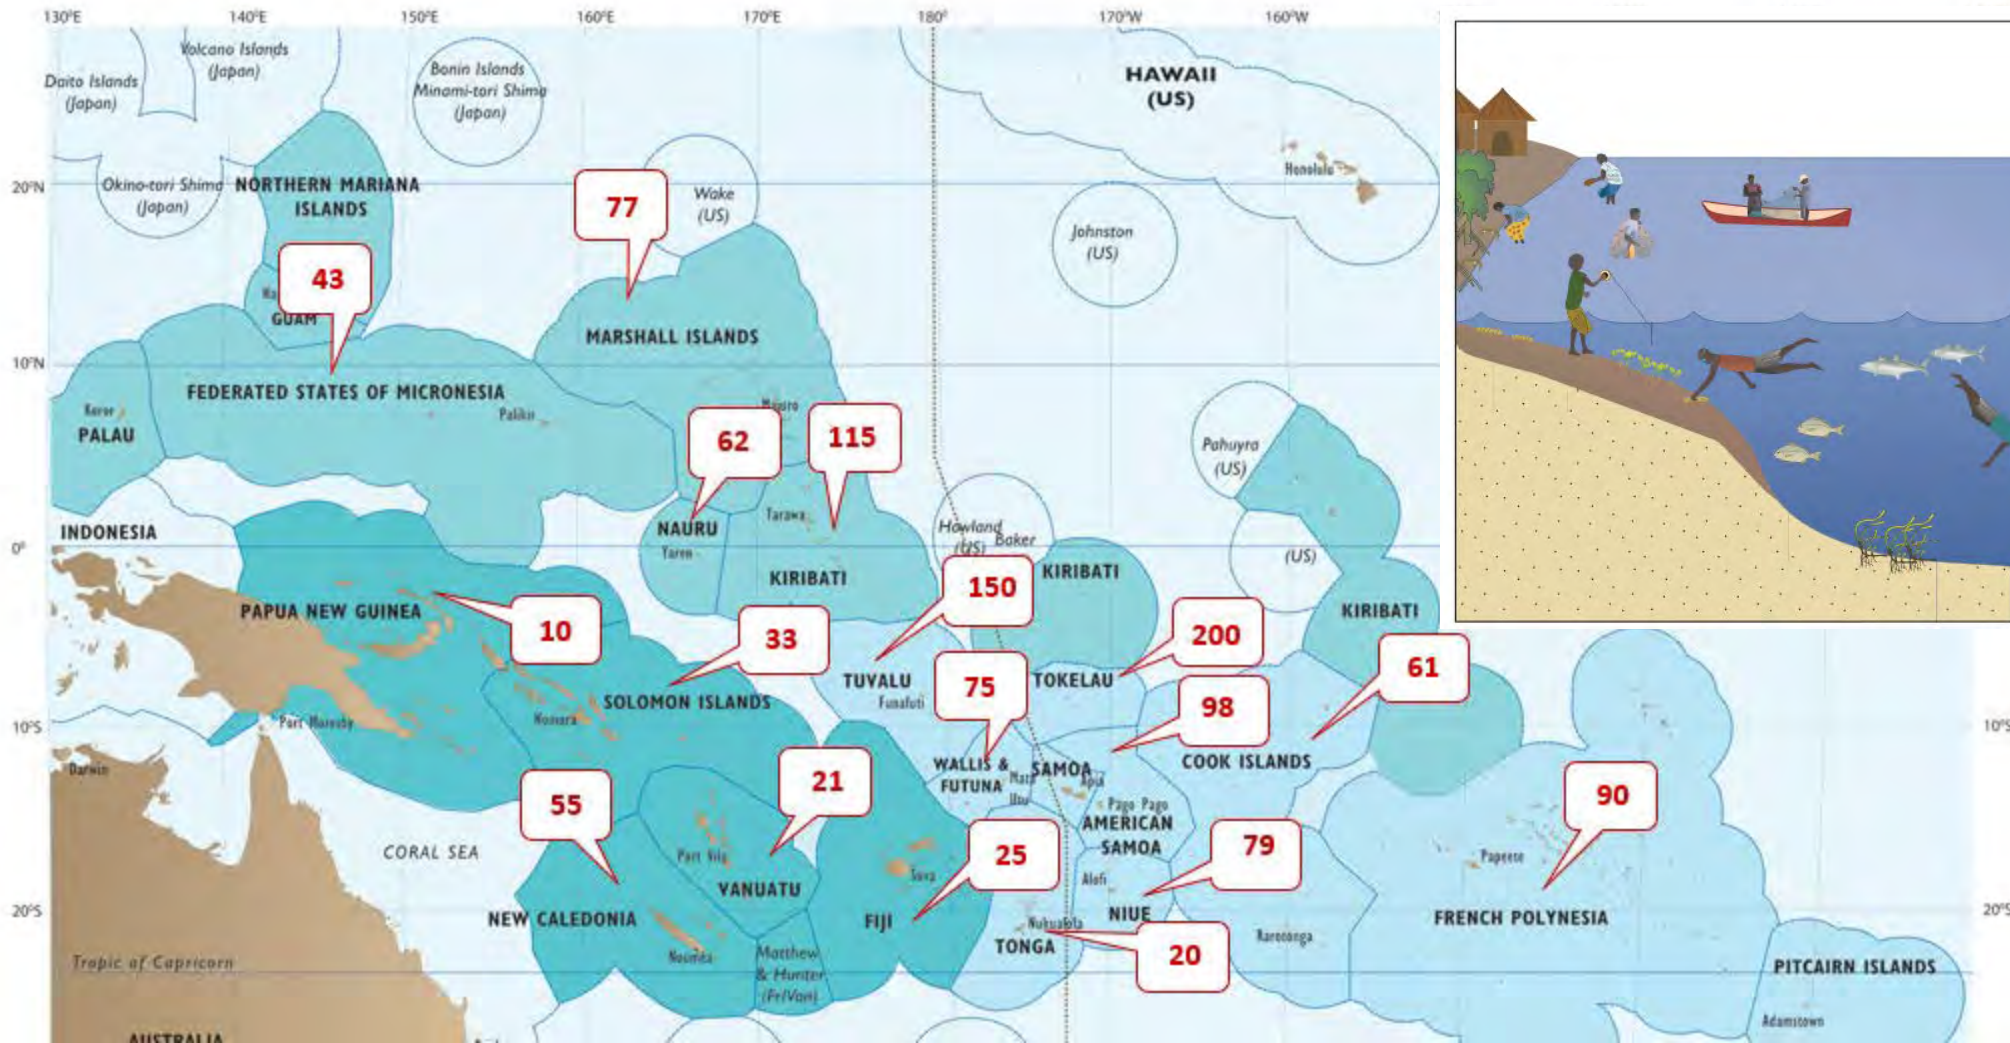 130°E 140°E 150°E 160°E 170°E 180° 170°W 160°W
Volcano Islands
(Japan)
Daito Islands
(Japan)
Bonin Islands
Minami-tori Shima
(Japan)
HAWAII
(US)
Honolulu
20°N
Okino-tori Shima
(Japan)
NORTHERN MARIANA
ISLANDS
77
Wake
(US)
Johnston
(US)
43
GUAM
MARSHALL ISLANDS
10°N
FEDERATED STATES OF MICRONESIA
Palikir
Koror
PALAU
Majuro
62
115
Pahuyra
(US)
INDONESIA
NAURU
Yaren
Tarawa
KIRIBATI
Howland
(US) Baker
0°
(US)
150
KIRIBATI
KIRIBATI
PAPUA NEW GUINEA
10
33
200
61
TUVALU
Funafuti
75
TOKELAU
SOLOMON ISLANDS
Honiara
98
Port Moresby
10°S
10°S
Darwin
WALLIS &
FUTUNA
Mata
Utu
SAMOA
Apia
COOK ISLANDS
55
21
90
Pago Pago
AMERICAN
SAMOA
CORAL SEA
Port Vila
VANUATU
Suva
25
79
Papeete
Alofi
NIUE
20°S
20°S
NEW CALEDONIA
FIJI
Nukualofa
TONGA
20
Rarotonga
FRENCH POLYNESIA
Noumea
Matthew
& Hunter
(Fr/Van)
Tropic of Capricorn
PITCAIRN ISLANDS
Adamstown
AUSTRALIA